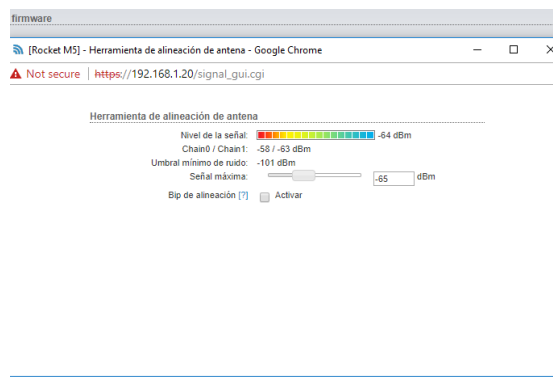 firmware
[Rocket M5] - Herramienta de alineación de antena - Google Chrome
Not secure | https://192.168.1.20/signal_gui.cgi
Herramienta de alineación de antena
Nivel de la señal: -64 dBm
Chain0 / Chain1: -58 / -63 dBm
Umbral mínimo de ruido: -101 dBm
Señal máxima: -65 dBm
Bip de alineación [?] Activar